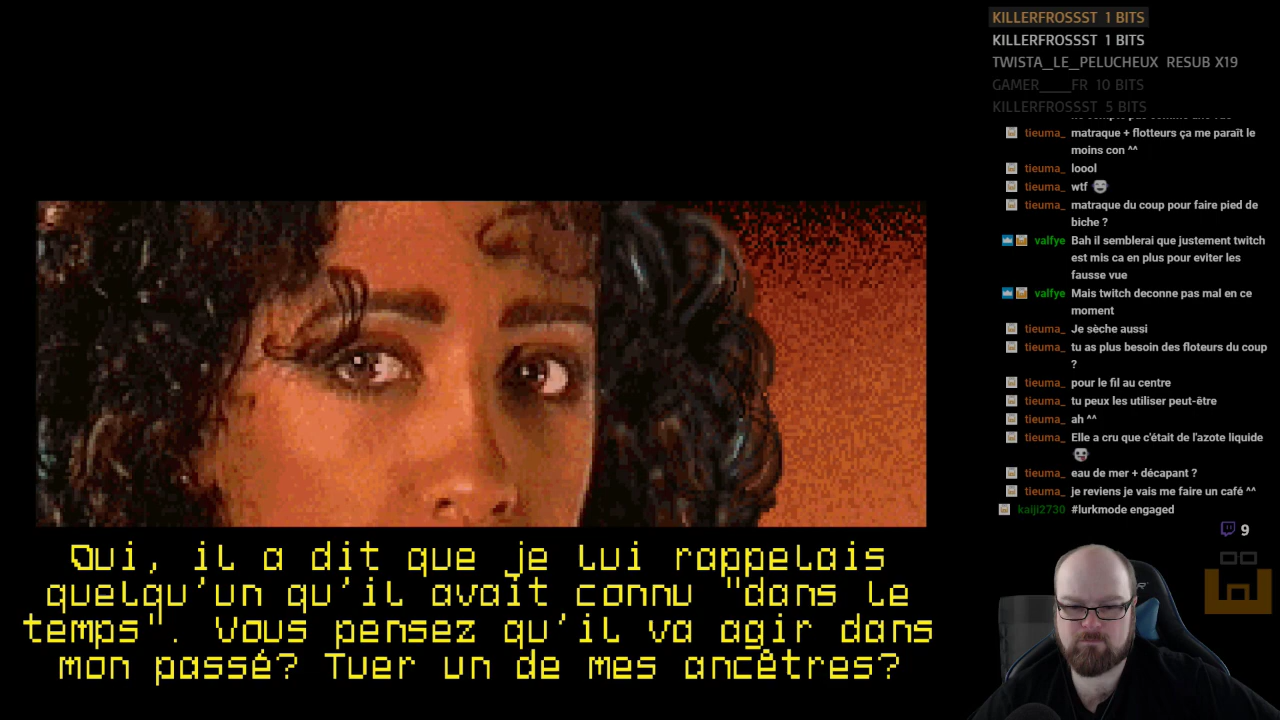 KILLERFROSSST 1 BITS
KILLERFROSSST 1 BITS
TWISTA__LE__PELUCHEUX RESUB X19
GAMER____FR 10 BITS
KILLERFROSSST 5 BITS
tieuma_ matraque + flotteurs ça me paraît le
moins con ^^
tieuma_ loool
tieuma_ wtf
tieuma_ matraque du coup pour faire pied de
biche ?
valfye Bah il semblerai que justement twitch
est mis ca en plus pour eviter les
fausse vue
valfye Mais twitch deconne pas mal en ce
moment
tieuma_ Je sèche aussi
tieuma_ tu as plus besoin des floteurs du coup
?
tieuma_ pour le fil au centre
tieuma_ tu peux les utiliser peut-être
tieuma_ ah ^^
tieuma_ Elle a cru que c'était de l'azote liquide
tieuma_ eau de mer + décapant ?
tieuma_ je reviens je vais me faire un café ^^
kaiji2730 #lurkmode engaged
9
Oui, il a dit que je lui rappelais
quelqu'un qu'il avait connu "dans le
temps". Vous pensez qu'il va agir dans
mon passé? Tuer un de mes ancêtres?